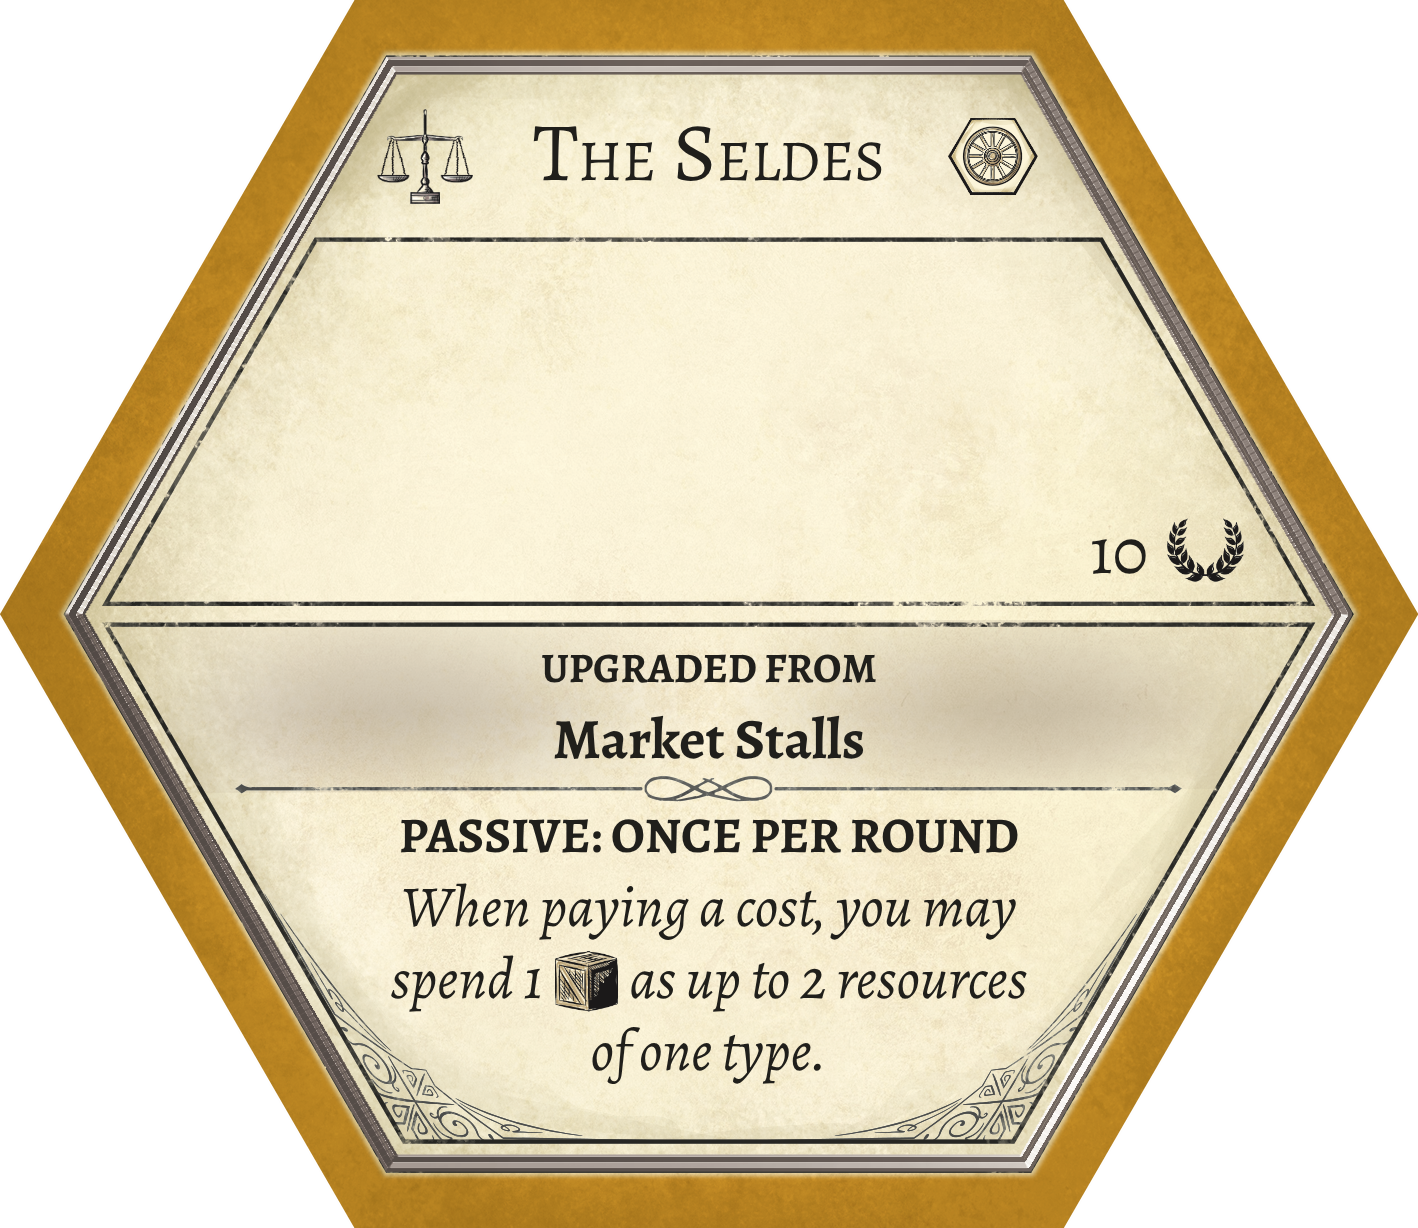 The Seldes
10
UPGRADED FROM
Market Stalls
PASSIVE: ONCE PER ROUND
When paying a cost, you may
spend 1 as up to 2 resources
of one type.